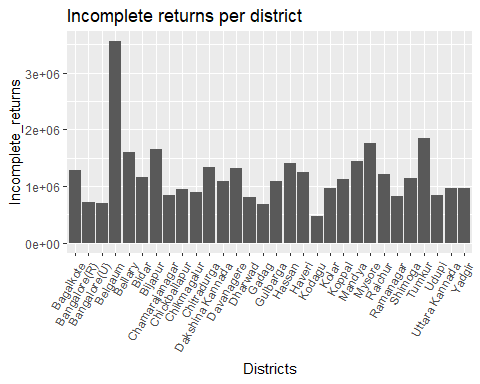 Incomplete returns per district
Incomplete_returns
3e+06
2e+06
1e+06
0e+00
Bagalkote
Bangalore(R)
Bangalore(U)
Belgaum
Bellary
Bidar
Bijapur
Chamarajanagar
Chickballapur
Chikmagalur
Chitradurga
Dakshina Kannada
Davanagere
Dharwad
Gadag
Gulbarga
Hassan
Haveri
Kodagu
Kolar
Koppal
Mandya
Mysore
Raichur
Ramanagar
Shimoga
Tumkur
Udupi
Uttara Kannada
Yadgir
Districts